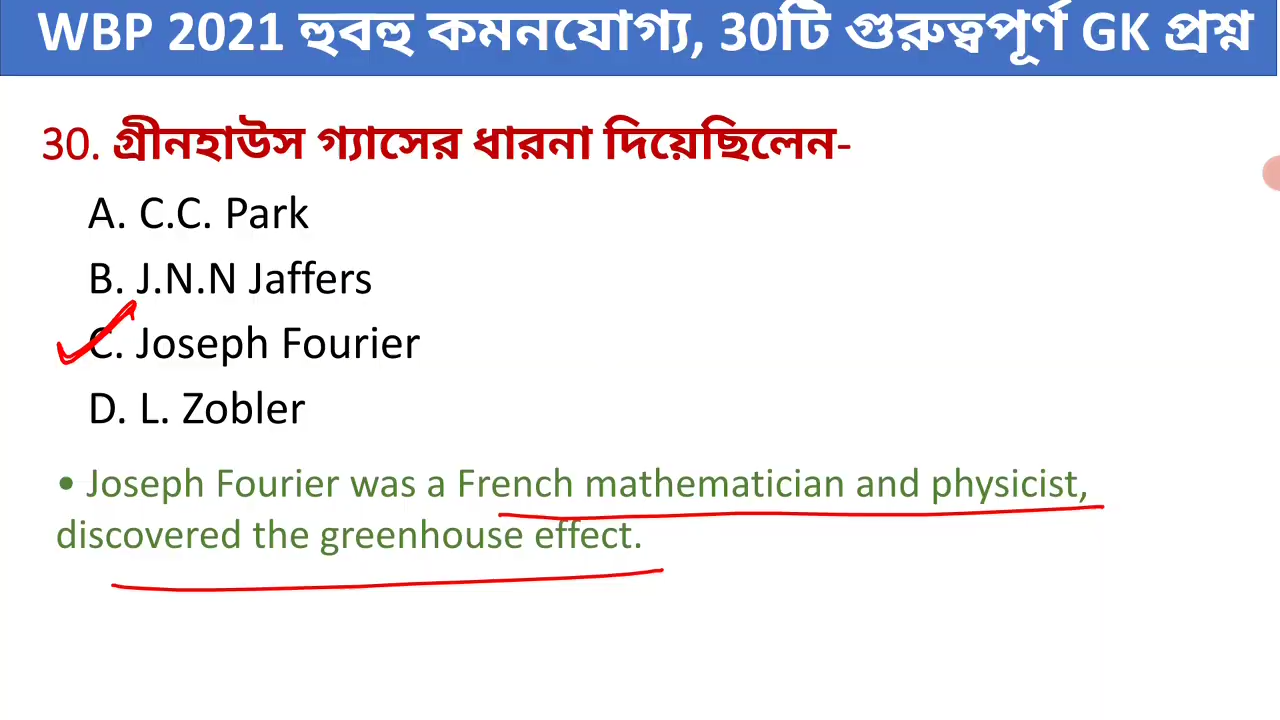 WBP 2021 হুবহু কমনযোগ্য, 30টি গুরুত্বপূর্ণ GK প্রশ্ন
30. গ্রীনহাউস গ্যাসের ধারনা দিয়েছিলেন-
A. C.C. Park
B. J.N.N Jaffers
C. Joseph Fourier
D. L. Zobler
• Joseph Fourier was a French mathematician and physicist,
discovered the greenhouse effect.